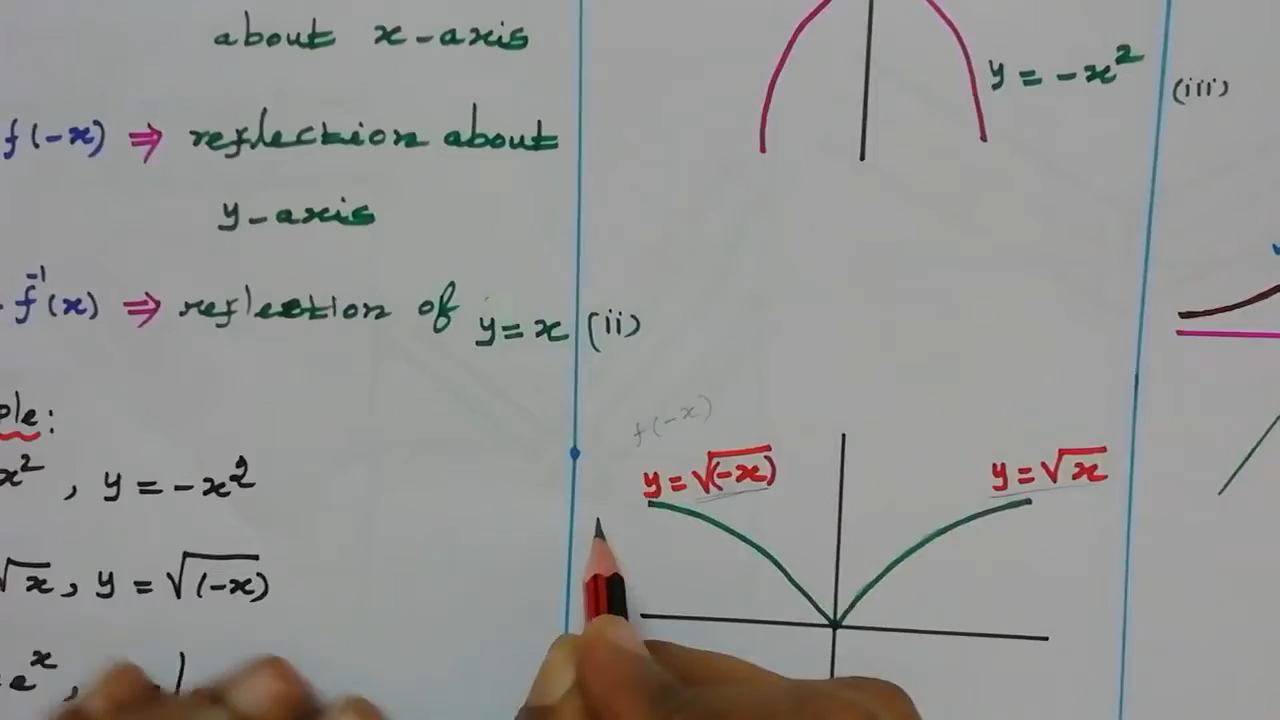 about x-axis
f(-x) ⇒ reflection about
y-axis
f⁻¹(x) ⇒ reflection of y=x
ple:
x², y = -x²
√x, y = √(-x)
e^x,
y = -x²
(ii)
f(-x)
y = √(-x)
y = √x
(iii)